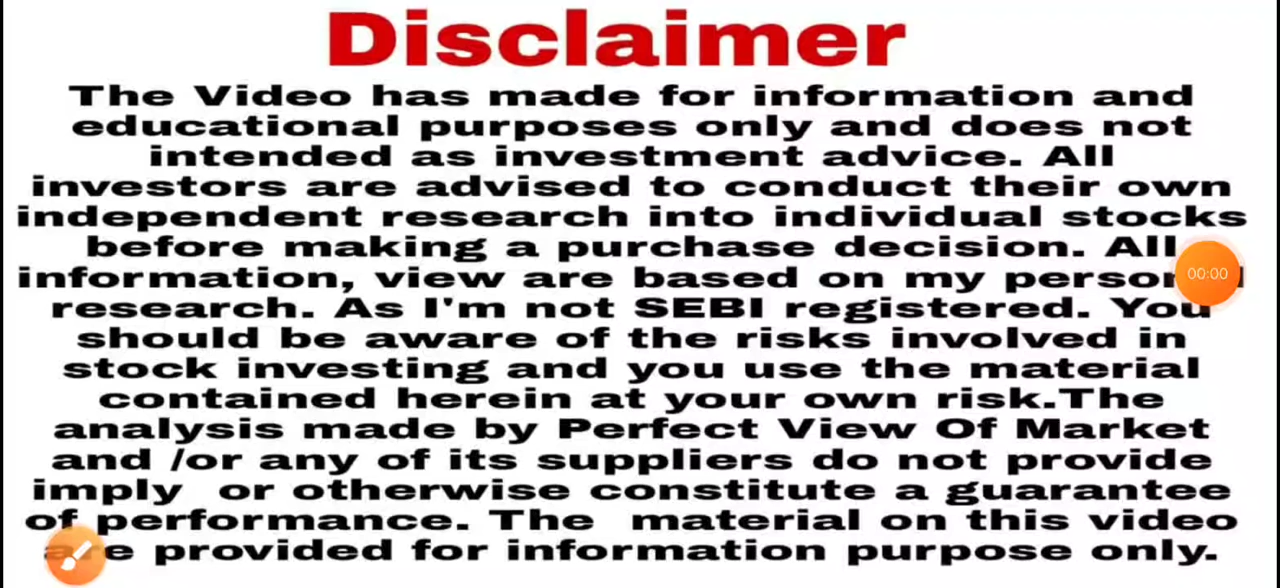 Disclaimer
The Video has made for information and
educational purposes only and does not
intended as investment advice. All
investors are advised to conduct their own
independent research into individual stocks
before making a purchase decision. All
information, view are based on my personal
00:00
research. As I'm not SEBI registered. You
should be aware of the risks involved in
stock investing and you use the material
contained herein at your own risk.The
analysis made by Perfect View Of Market
and /or any of its suppliers do not provide
imply or otherwise constitute a guarantee
of performance. The material on this video
are provided for information purpose only.